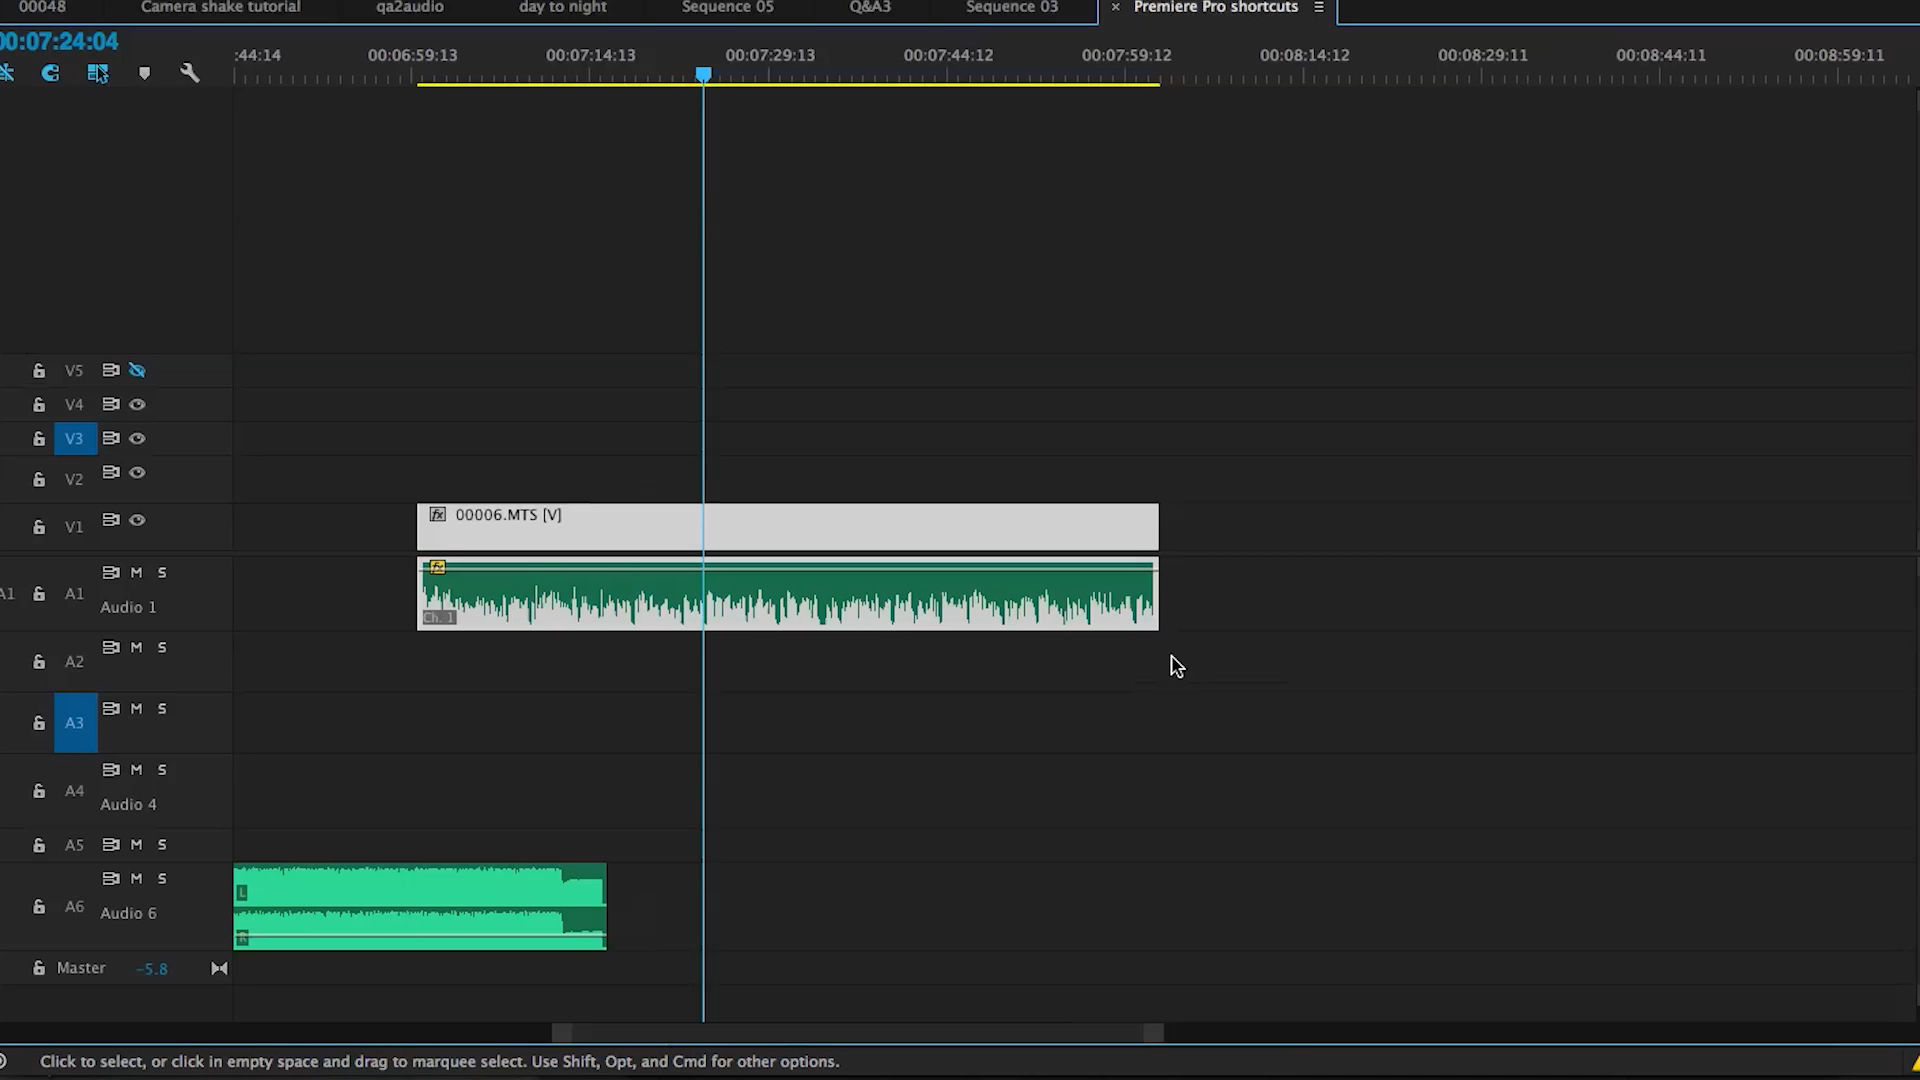 00048 Camera shake tutorial qa2audio day to night Sequence 05 Q&A3 Sequence 03 × Premiere Pro shortcuts ≡
00:07:24:04
:44:14 00:06:59:13 00:07:14:13 00:07:29:13 00:07:44:12 00:07:59:12 00:08:14:12 00:08:29:11 00:08:44:11 00:08:59:11
V5
V4
V3
V2
V1
fx 00006.MTS [V]
A1 A1 M S
Audio 1
fx
Ch. 1
A2 M S
A3 M S
A4 M S
Audio 4
A5 M S
A6 M S
Audio 6
L
R
Master -5.8
Click to select, or click in empty space and drag to marquee select. Use Shift, Opt, and Cmd for other options.